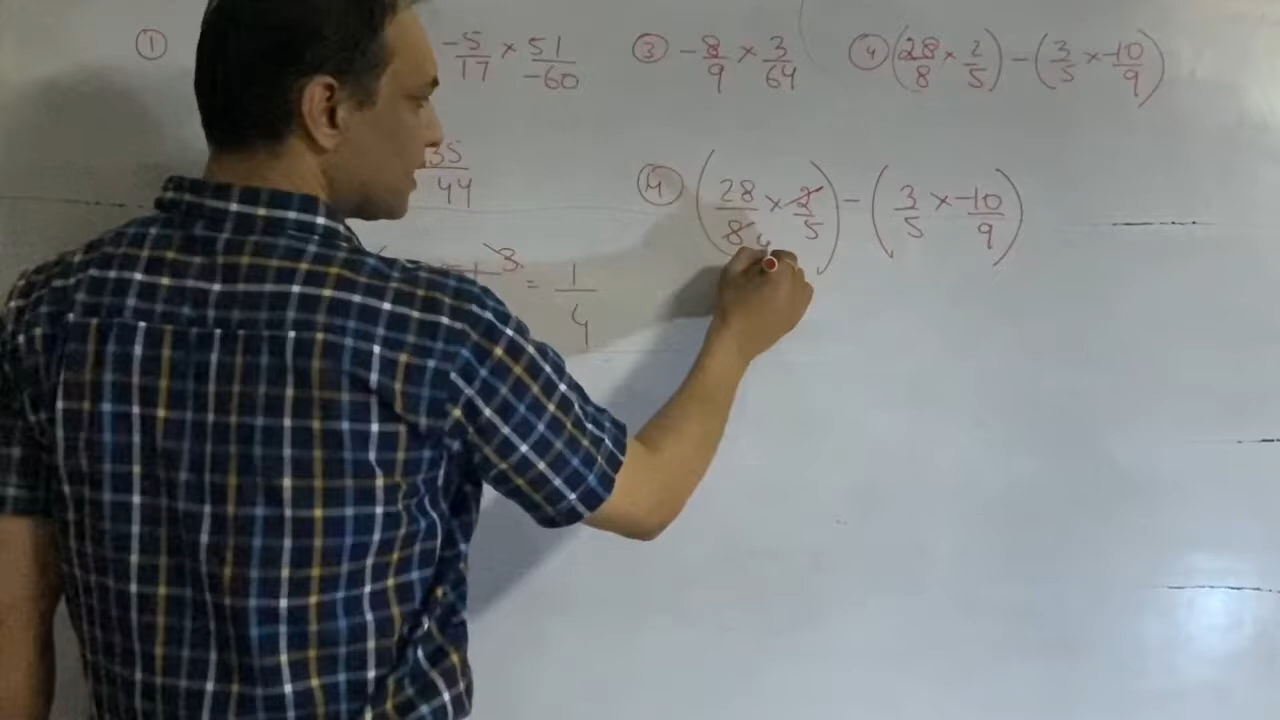 ① -5/17 × 51/-60 ③ -8/9 × 3/64 ④ (28/8 × 2/5) - (3/5 × -10/9)
35/44
④ (28/8 × 2/5) - (3/5 × -10/9)
3 = 1/4